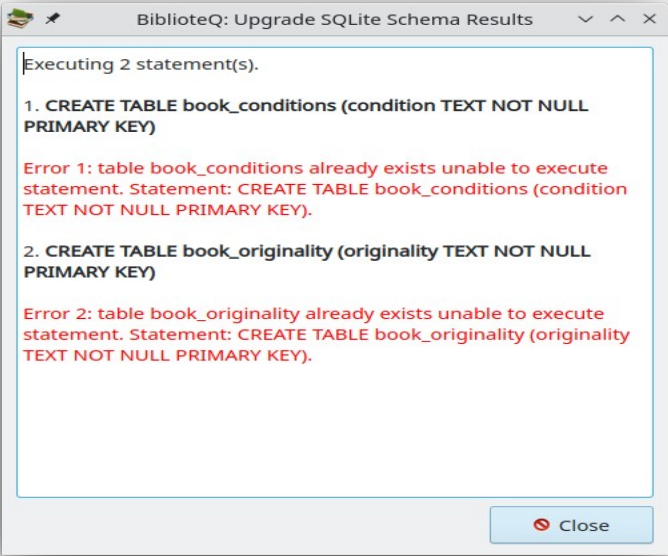 BiblioteQ: Upgrade SQLite Schema Results
Executing 2 statement(s).
1. CREATE TABLE book_conditions (condition TEXT NOT NULL
PRIMARY KEY)
Error 1: table book_conditions already exists unable to execute
statement. Statement: CREATE TABLE book_conditions (condition
TEXT NOT NULL PRIMARY KEY).
2. CREATE TABLE book_originality (originality TEXT NOT NULL
PRIMARY KEY)
Error 2: table book_originality already exists unable to execute
statement. Statement: CREATE TABLE book_originality (originality
TEXT NOT NULL PRIMARY KEY).
Close